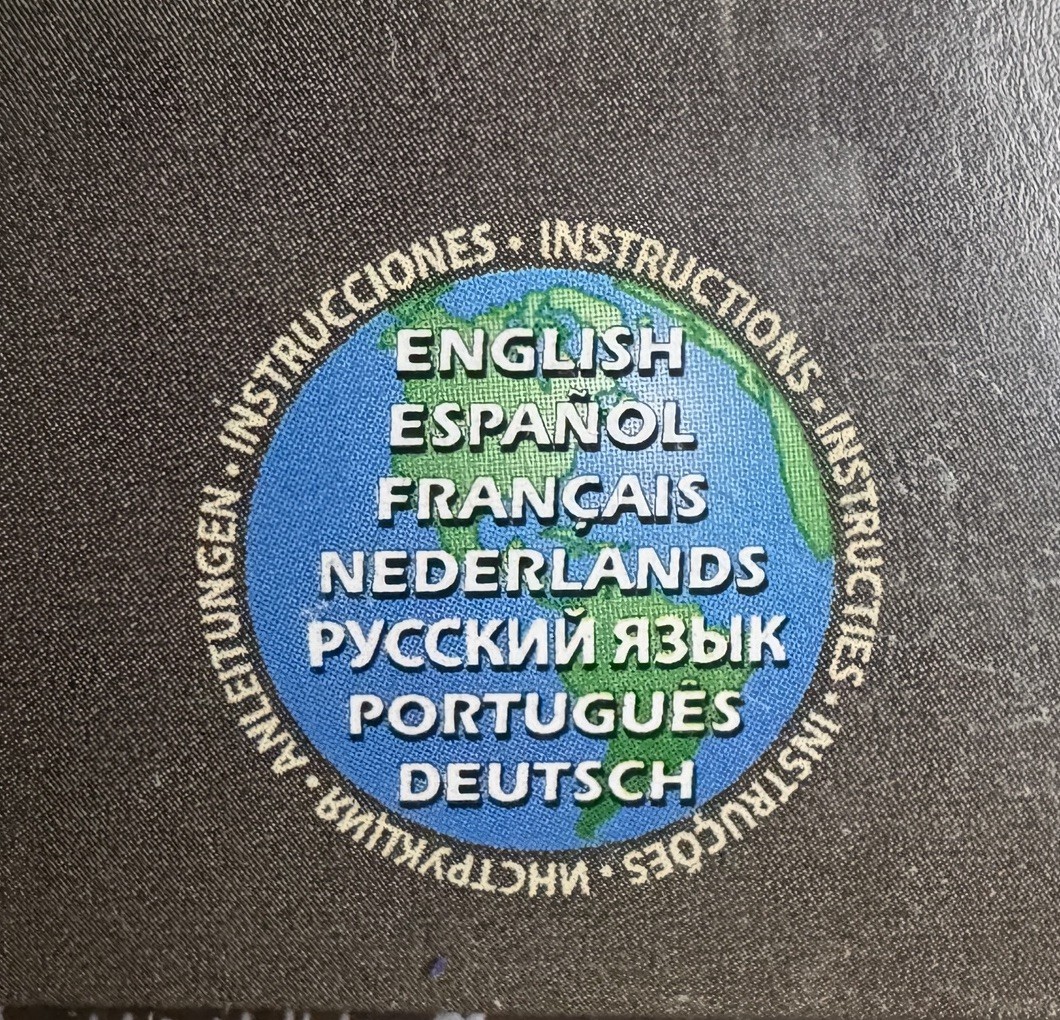 INSTRUCCIONES • INSTRUCTIONS • INSTRUCTIES • INSTRUÇÕES • ИНСТРУКЦИЯ • ANLEITUNGEN •
ENGLISH
ESPAÑOL
FRANÇAIS
NEDERLANDS
РУССКИЙ ЯЗЫК
PORTUGUÊS
DEUTSCH